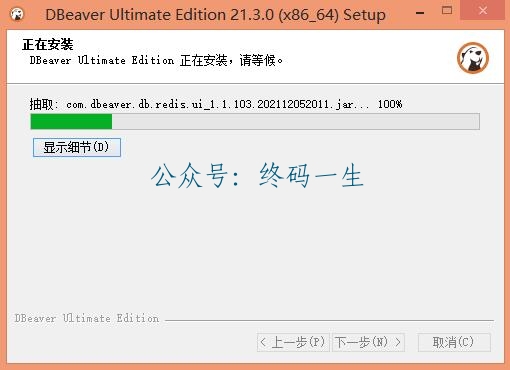 DBeaver Ultimate Edition 21.3.0 (x86_64) Setup
正在安装
DBeaver Ultimate Edition 正在安装，请等候。
抽取: com.dbeaver.db.redis.ui_1.1.103.202112052011.jar... 100%
显示细节(D)
公众号：终码一生
DBeaver Ultimate Edition
< 上一步(P) 下一步(N) > 取消(C)